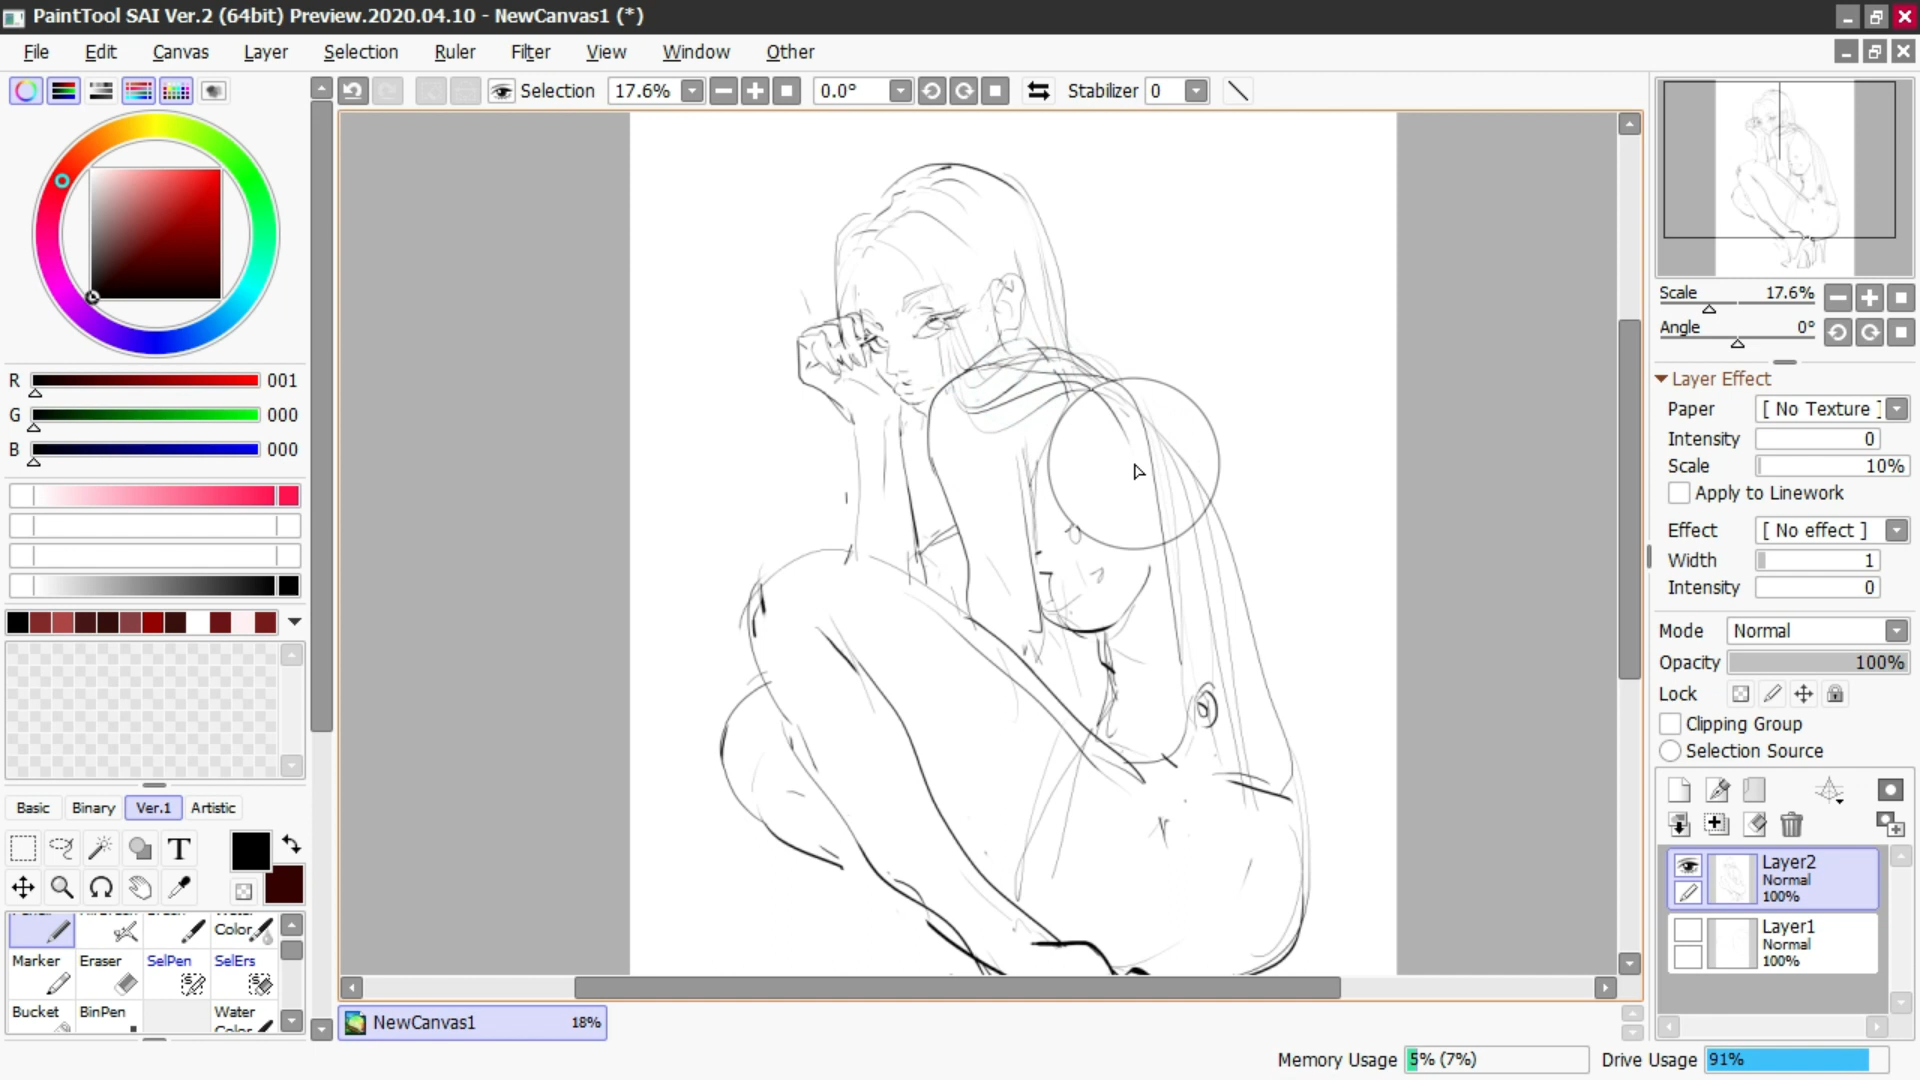 PaintTool SAI Ver.2 (64bit) Preview.2020.04.10 - NewCanvas1 (*)
File Edit Canvas Layer Selection Ruler Filter View Window Other
Selection 17.6% 0.0° Stabilizer 0
Scale 17.6%
Angle 0°
Layer Effect
Paper [ No Texture ]
Intensity 0
Scale 10%
Apply to Linework
Effect [ No effect ]
Width 1
Intensity 0
Mode Normal
Opacity 100%
Lock
Clipping Group
Selection Source
Layer2
Normal
100%
Layer1
Normal
100%
R 001
G 000
B 000
Basic Binary Ver.1 Artistic
T
Color
Marker Eraser SelPen SelErs
Bucket BinPen Water
Color
NewCanvas1 18%
Memory Usage 5% (7%) Drive Usage 91%